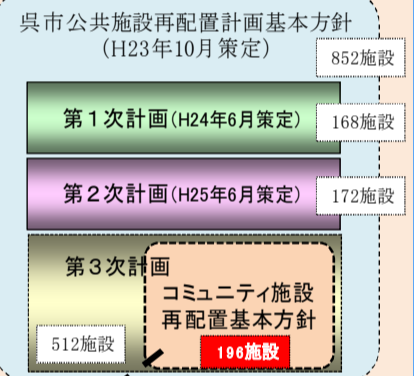 呉市公共施設再配置計画基本方針
(H23年10月策定)
852施設
第1次計画(H24年6月策定)
168施設
第2次計画(H25年6月策定)
172施設
第3次計画
コミュニティ施設
再配置基本方針
512施設
196施設